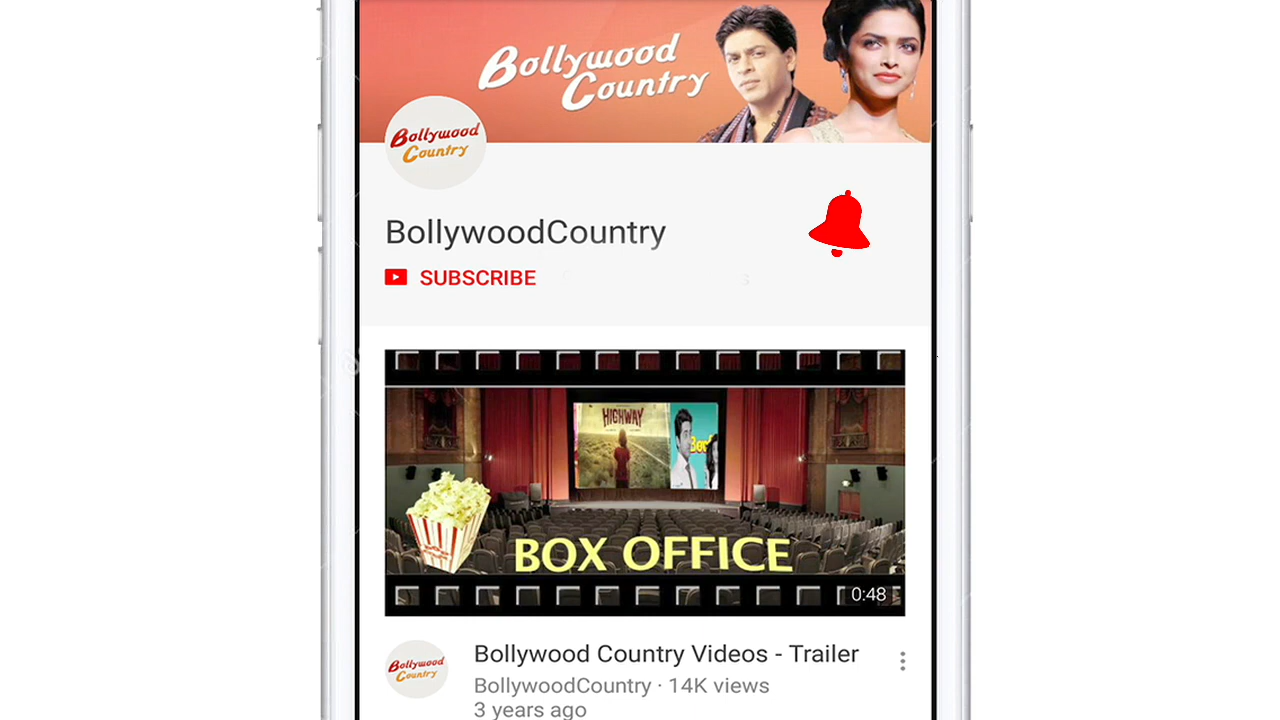 Bollywood
Country
Bollywood
Country
BollywoodCountry
SUBSCRIBE
HIGHWAY
BOX OFFICE
0:48
Bollywood Country Videos - Trailer
Bollywood
Country
BollywoodCountry · 14K views
3 years ago